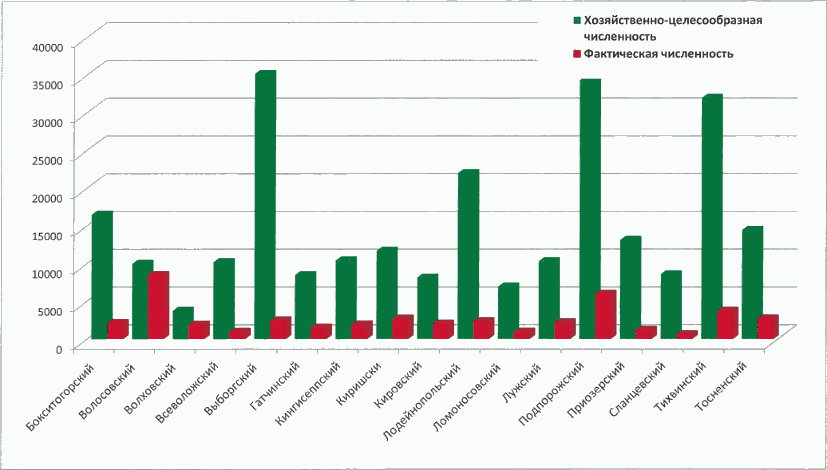 Хозяйственно-целесообразная
численность
Фактическая численность
40000
35000
30000
25000
20000
15000
10000
5000
0
Бокситогорский
Волосовский
Волховский
Всеволожский
Выборгский
Гатчинский
Кингисеппский
Киришски
Кировский
Лодейнопольский
Ломоносовский
Лужский
Подпорожский
Приозерский
Сланцевский
Тихвинский
Тосненский